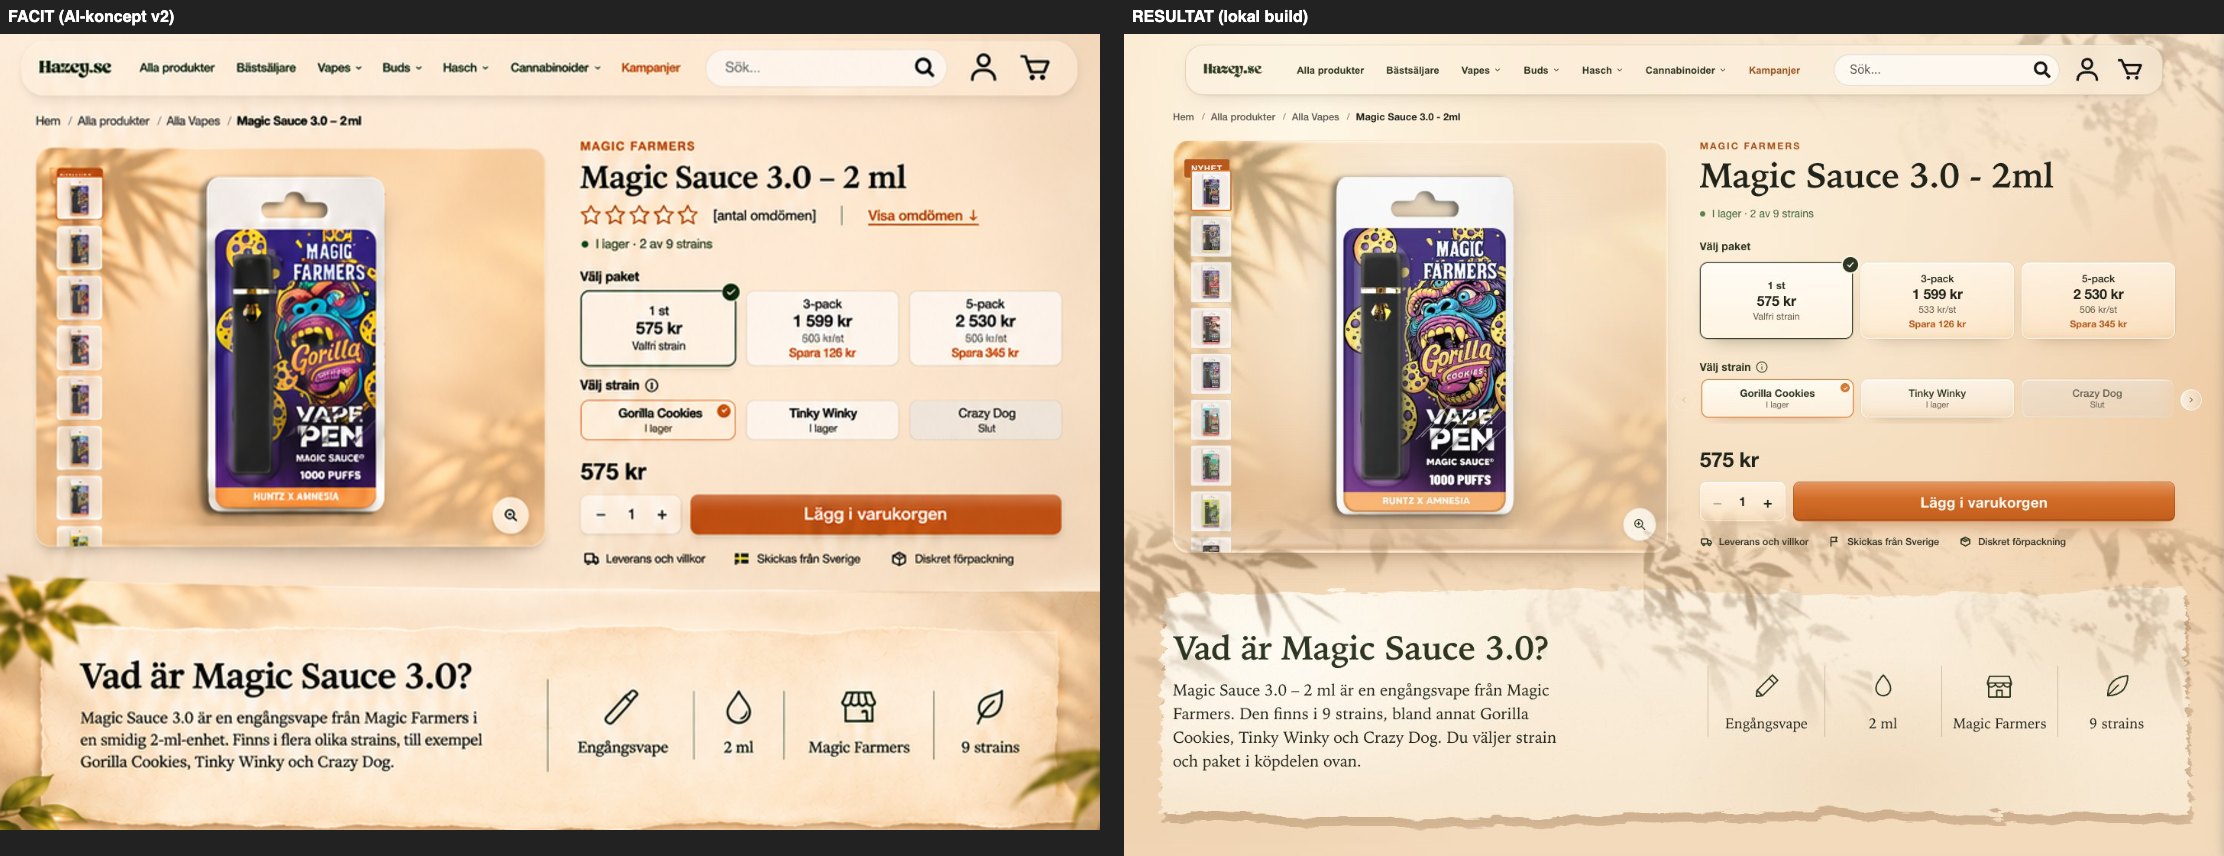 FACIT (AI-koncept v2)
Hazey.se
Alla produkter
Bästsäljare
Vapes
Buds
Hasch
Cannabinoider
Kampanjer
Sök...
Hem / Alla produkter / Alla Vapes / Magic Sauce 3.0 – 2ml
MAGIC
FARMERS
Gorilla
VAPE
PEN
MAGIC SAUCE®
1000 PUFFS
RUNTZ X AMNESIA
MAGIC FARMERS
Magic Sauce 3.0 – 2 ml
[antal omdömen]
Visa omdömen ↓
I lager · 2 av 9 strains
Välj paket
1 st
575 kr
Valfri strain
3-pack
1 599 kr
Spara 126 kr
5-pack
2 530 kr
Spara 345 kr
Välj strain
Gorilla Cookies
I lager
Tinky Winky
I lager
Crazy Dog
Slut
575 kr
− 1 +
Lägg i varukorgen
Leverans och villkor
Skickas från Sverige
Diskret förpackning
Vad är Magic Sauce 3.0?
Magic Sauce 3.0 är en engångsvape från Magic Farmers i
en smidig 2-ml-enhet. Finns i flera olika strains, till exempel
Gorilla Cookies, Tinky Winky och Crazy Dog.
Engångsvape
2 ml
Magic Farmers
9 strains
RESULTAT (lokal build)
Hazey.se
Alla produkter
Bästsäljare
Vapes
Buds
Hasch
Cannabinoider
Kampanjer
Sök...
Hem / Alla produkter / Alla Vapes / Magic Sauce 3.0 - 2ml
NYHET
MAGIC
FARMERS
Gorilla
COOKIES
VAPE
PEN
MAGIC SAUCE®
1000 PUFFS
RUNTZ X AMNESIA
MAGIC FARMERS
Magic Sauce 3.0 - 2ml
I lager · 2 av 9 strains
Välj paket
1 st
575 kr
Valfri strain
3-pack
1 599 kr
533 kr/st
Spara 126 kr
5-pack
2 530 kr
506 kr/st
Spara 345 kr
Välj strain
Gorilla Cookies
I lager
Tinky Winky
I lager
Crazy Dog
Slut
575 kr
− 1 +
Lägg i varukorgen
Leverans och villkor
Skickas från Sverige
Diskret förpackning
Vad är Magic Sauce 3.0?
Magic Sauce 3.0 – 2 ml är en engångsvape från Magic
Farmers. Den finns i 9 strains, bland annat Gorilla
Cookies, Tinky Winky och Crazy Dog. Du väljer strain
och paket i köpdelen ovan.
Engångsvape
2 ml
Magic Farmers
9 strains